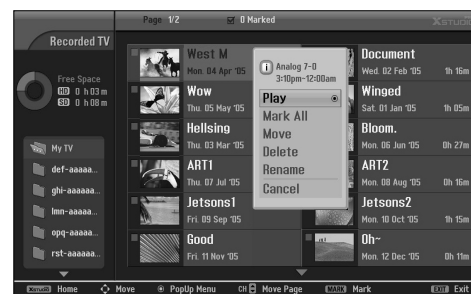 Page 1/2
0 Marked
Xstudio
Recorded TV
Free Space
HD 0 h 03 m
SD 0 h 08 m
My TV
def-aaaaa...
ghi-aaaaaa...
lmn-aaaaa...
opq-aaaaa...
rst-aaaaaa...
West M
Mon. 04 Apr '05
Wow
Thu. 05 May '05
Hellsing
Thu. 03 Mar '05
ART1
Thu. 07 Jul '05
Jetsons1
Fri. 09 Sep '05
Good
Fri. 11 Nov '05
Analog 7-0
3:10pm-12:00am
Play
Mark All
Move
Delete
Rename
Cancel
Document
Wed. 02 Feb '05 1h 16m
Winged
Sat. 01 Jan '05 1h 05m
Bloom.
Mon. 06 Jun '05 0h 27m
ART2
Mon. 08 Aug '05 0h 16m
Jetsons2
Mon. 10 Oct '05 1h 15m
Oh~
Mon. 12 Dec '05 0h 11m
Xstudio Home Move PopUp Menu CH Move Page MARK Mark EXIT Exit